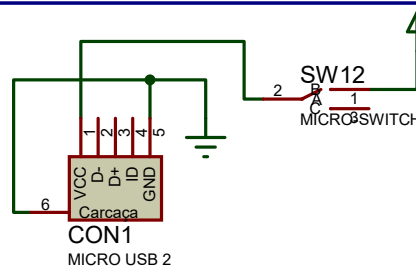 SW12
2
B
A
C
1
3
MICRO-SWITCH
1
2
3
4
5
VCC
D-
D+
ID
GND
6
Carcaça
CON1
MICRO USB 2